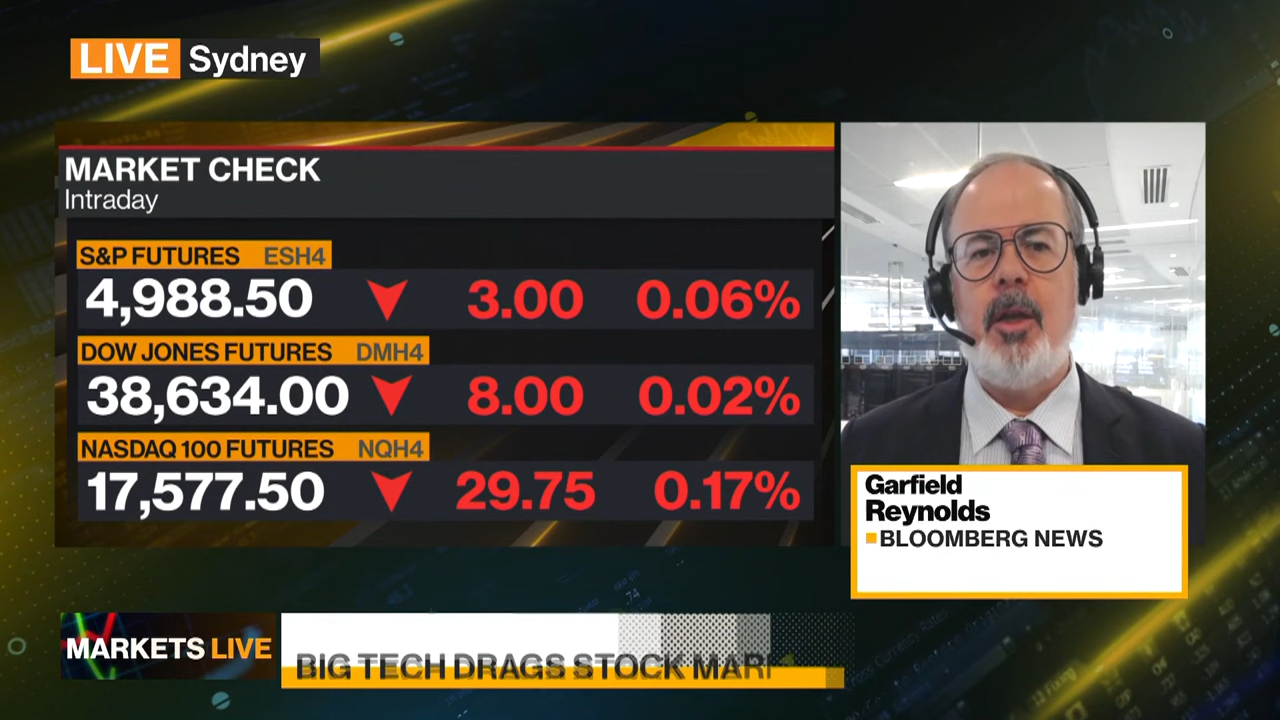 LIVE Sydney
MARKET CHECK
Intraday
S&P FUTURES ESH4
4,988.50 3.00 0.06%
DOW JONES FUTURES DMH4
38,634.00 8.00 0.02%
NASDAQ 100 FUTURES NQH4
17,577.50 29.75 0.17%
Garfield
Reynolds
BLOOMBERG NEWS
MARKETS LIVE
BIG TECH DRAGS STOCK